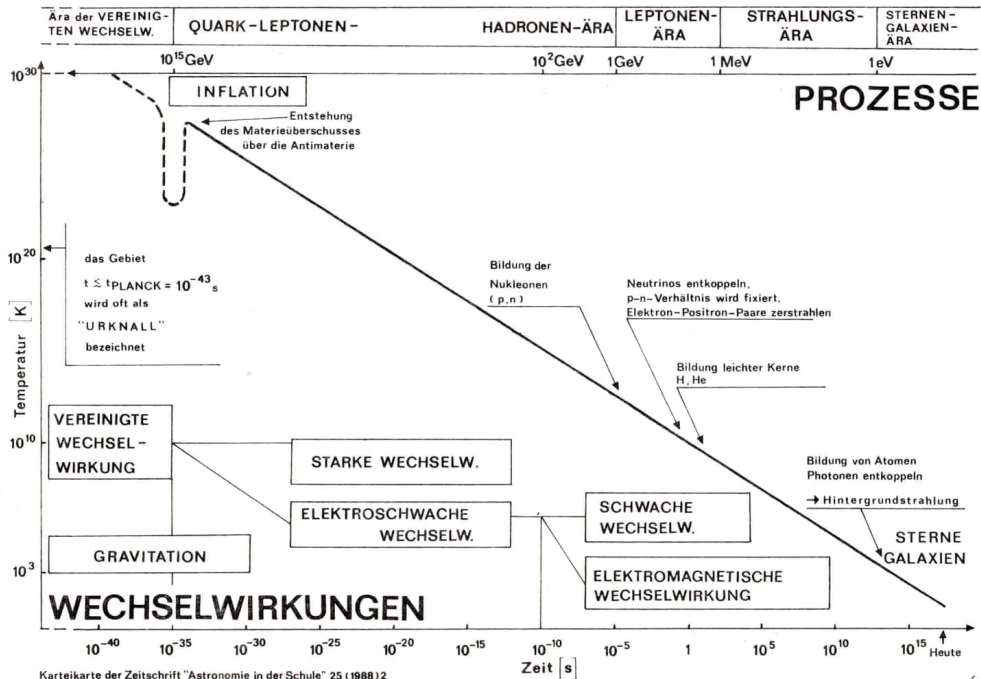 Ära der VEREINIG-
TEN WECHSELW.
QUARK-LEPTONEN-
HADRONEN-ÄRA
LEPTONEN-
ÄRA
STRAHLUNGS-
ÄRA
STERNEN-
GALAXIEN-
ÄRA
10¹⁵GeV
10²GeV
1GeV
1MeV
1eV
PROZESSE
INFLATION
Entstehung
des Materieüberschusses
über die Antimaterie
das Gebiet
t ≲ tPLANCK = 10⁻⁴³ s
wird oft als
"URKNALL"
bezeichnet
Bildung der
Nukleonen
(p,n)
Neutrinos entkoppeln,
p-n-Verhältnis wird fixiert,
Elektron-Positron-Paare zerstrahlen
Bildung leichter Kerne
H, He
Bildung von Atomen
Photonen entkoppeln
→ Hintergrundstrahlung
STERNE
GALAXIEN
VEREINIGTE
WECHSEL-
WIRKUNG
STARKE WECHSELW.
ELEKTROSCHWACHE
WECHSELW.
SCHWACHE
WECHSELW.
ELEKTROMAGNETISCHE
WECHSELWIRKUNG
GRAVITATION
WECHSELWIRKUNGEN
Temperatur [K]
10³⁰
10²⁰
10¹⁰
10³
10⁻⁴⁰
10⁻³⁵
10⁻³⁰
10⁻²⁵
10⁻²⁰
10⁻¹⁵
10⁻¹⁰
10⁻⁵
1
10⁵
10¹⁰
10¹⁵
Heute
Zeit [s]
Karteikarte der Zeitschrift "Astronomie in der Schule" 25 (1988) 2